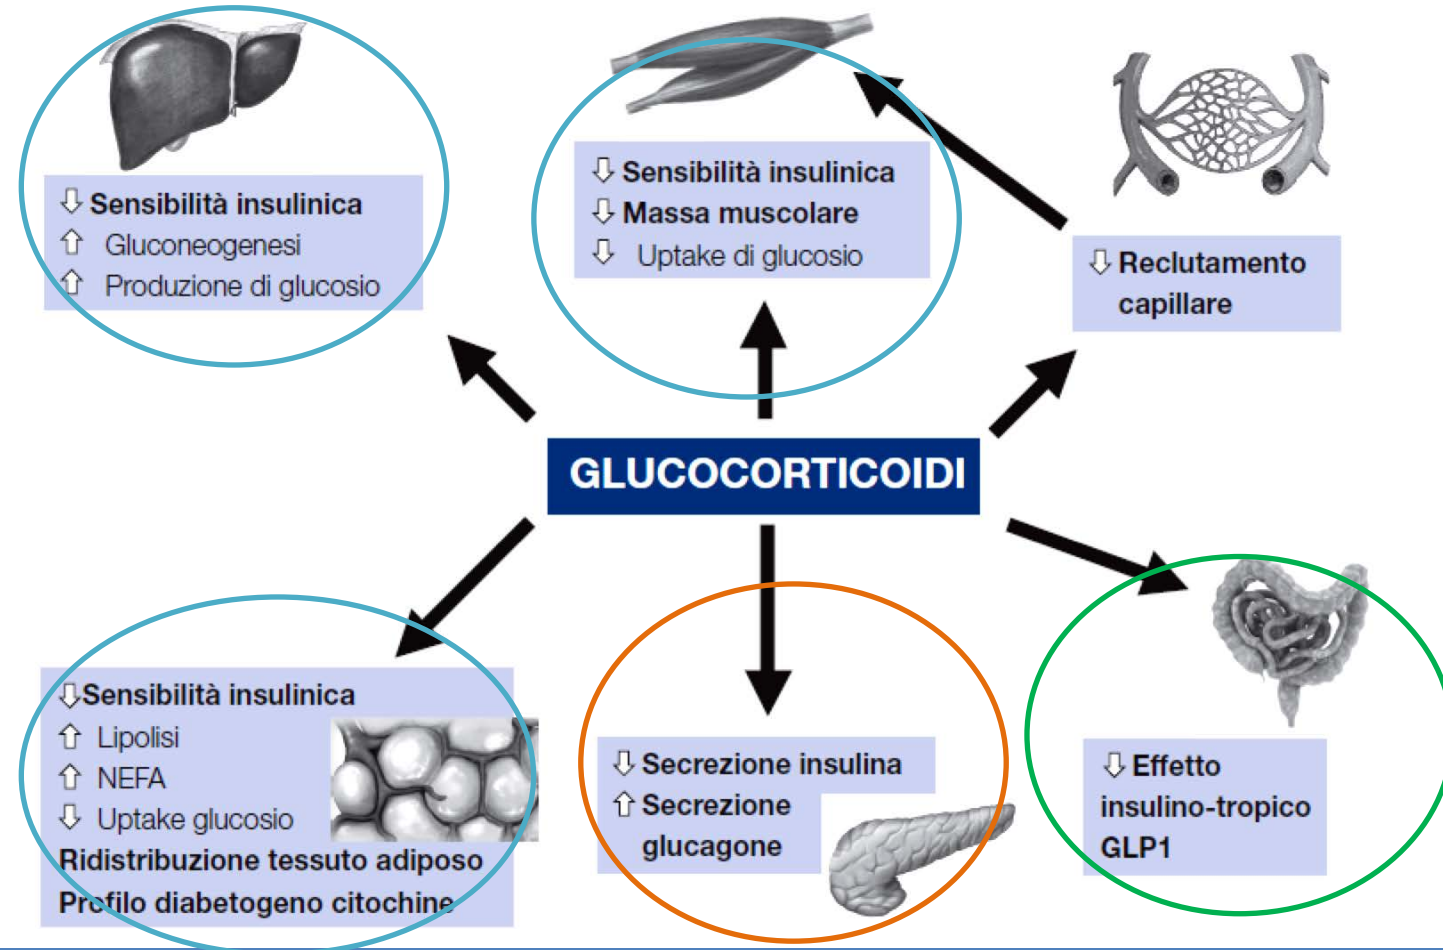 ⇩ Sensibilità insulinica
⇧ Gluconeogenesi
⇧ Produzione di glucosio
⇩ Sensibilità insulinica
⇩ Massa muscolare
⇩ Uptake di glucosio
⇩ Reclutamento
capillare
GLUCOCORTICOIDI
⇩Sensibilità insulinica
⇧ Lipolisi
⇧ NEFA
⇩ Uptake glucosio
Ridistribuzione tessuto adiposo
Profilo diabetogeno citochine
⇩ Secrezione insulina
⇧ Secrezione
glucagone
⇩ Effetto
insulino-tropico
GLP1